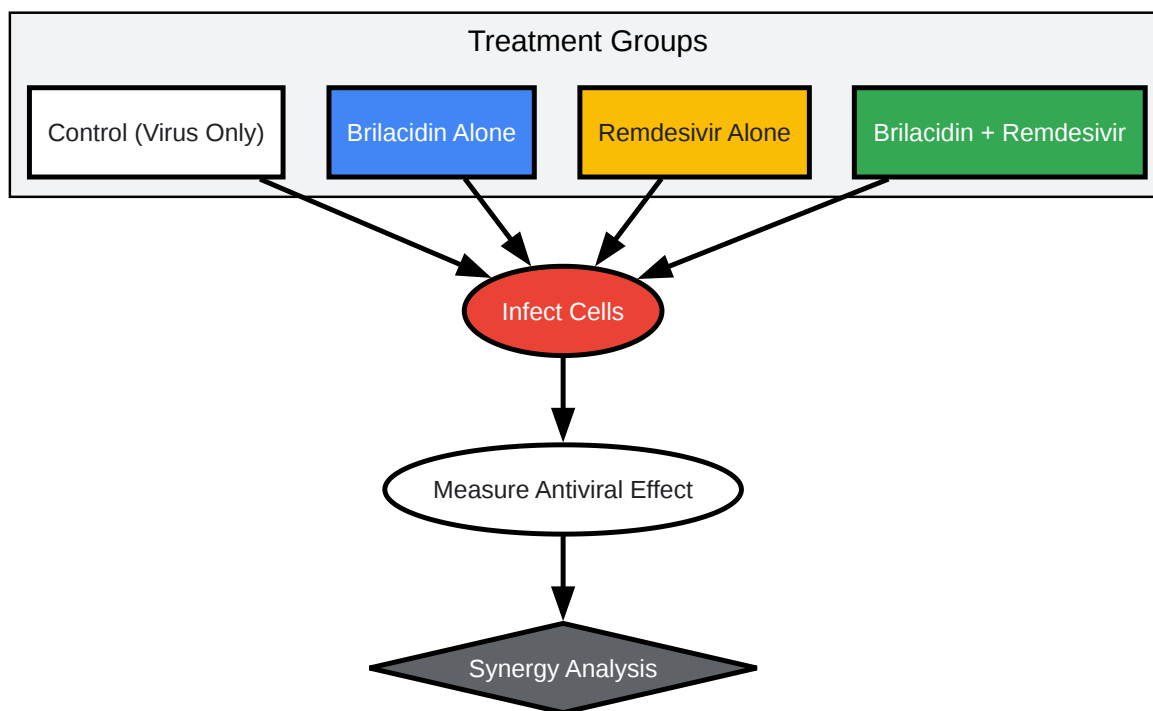 Treatment Groups
Control (Virus Only)
Brilacidin Alone
Remdesivir Alone
Brilacidin + Remdesivir
Infect Cells
Measure Antiviral Effect
Synergy Analysis